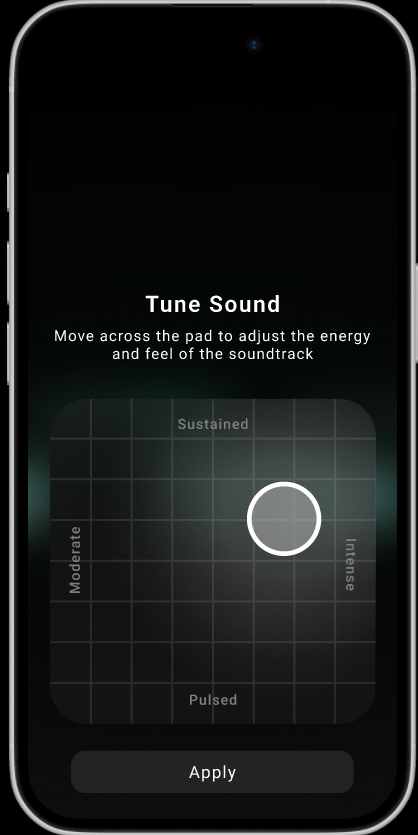 Tune Sound
Move across the pad to adjust the energy
and feel of the soundtrack
Sustained
Moderate
Intense
Pulsed
Apply